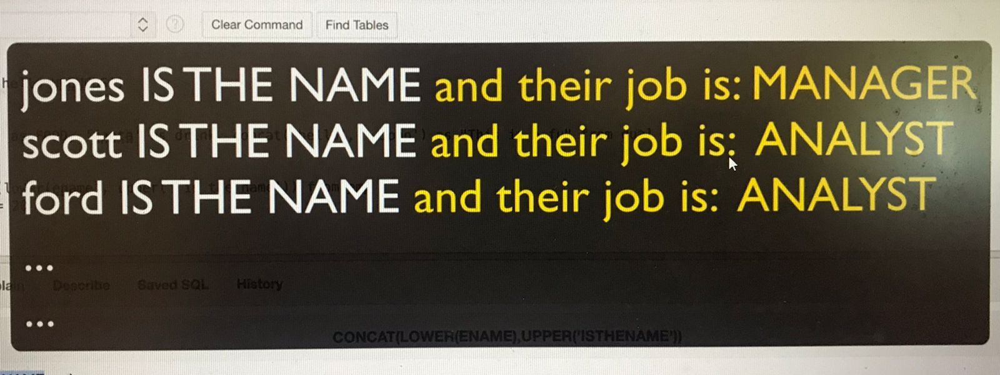 Clear Command Find Tables
jones IS THE NAME and their job is: MANAGER
scott IS THE NAME and their job is: ANALYST
ford IS THE NAME and their job is: ANALYST
...
Describe Saved SQL History
...
CONCAT(LOWER(ENAME),UPPER('ISTHENAME'))